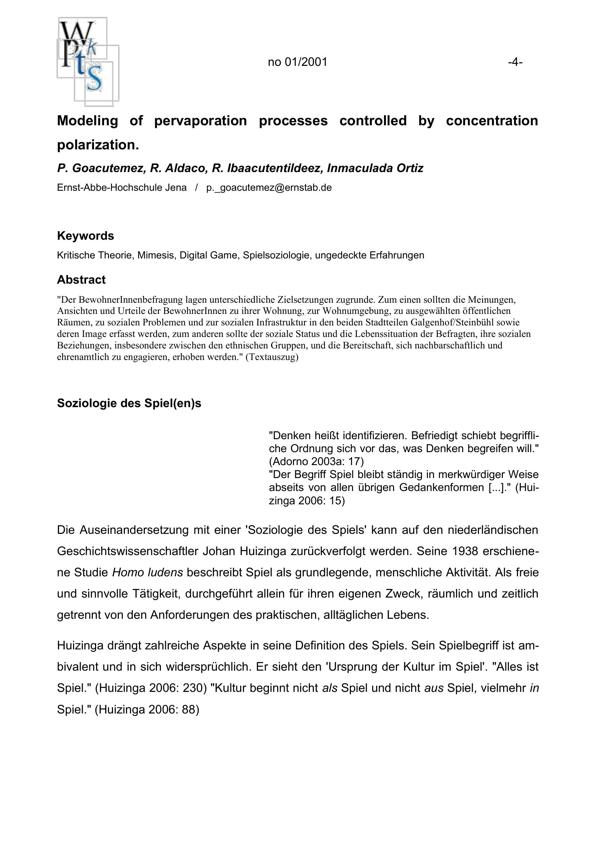 W
P k
t s
S
no 01/2001 -4-
Modeling of pervaporation processes controlled by concentration
polarization.
P. Goacutemez, R. Aldaco, R. Ibaacutentildeez, Inmaculada Ortiz
Ernst-Abbe-Hochschule Jena / p._goacutemez@ernstab.de
Keywords
Kritische Theorie, Mimesis, Digital Game, Spielsoziologie, ungedeckte Erfahrungen
Abstract
"Der BewohnerInnenbefragung lagen unterschiedliche Zielsetzungen zugrunde. Zum einen sollten die Meinungen,
Ansichten und Urteile der BewohnerInnen zu ihrer Wohnung, zur Wohnumgebung, zu ausgewählten öffentlichen
Räumen, zu sozialen Problemen und zur sozialen Infrastruktur in den beiden Stadtteilen Galgenhof/Steinbühl sowie
deren Image erfasst werden, zum anderen sollte der soziale Status und die Lebenssituation der Befragten, ihre sozialen
Beziehungen, insbesondere zwischen den ethnischen Gruppen, und die Bereitschaft, sich nachbarschaftlich und
ehrenamtlich zu engagieren, erhoben werden." (Textauszug)
Soziologie des Spiel(en)s
"Denken heißt identifizieren. Befriedigt schiebt begriffli-
che Ordnung sich vor das, was Denken begreifen will."
(Adorno 2003a: 17)
"Der Begriff Spiel bleibt ständig in merkwürdiger Weise
abseits von allen übrigen Gedankenformen [...]." (Hui-
zinga 2006: 15)
Die Auseinandersetzung mit einer 'Soziologie des Spiels' kann auf den niederländischen
Geschichtswissenschaftler Johan Huizinga zurückverfolgt werden. Seine 1938 erschiene-
ne Studie Homo ludens beschreibt Spiel als grundlegende, menschliche Aktivität. Als freie
und sinnvolle Tätigkeit, durchgeführt allein für ihren eigenen Zweck, räumlich und zeitlich
getrennt von den Anforderungen des praktischen, alltäglichen Lebens.
Huizinga drängt zahlreiche Aspekte in seine Definition des Spiels. Sein Spielbegriff ist am-
bivalent und in sich widersprüchlich. Er sieht den 'Ursprung der Kultur im Spiel'. "Alles ist
Spiel." (Huizinga 2006: 230) "Kultur beginnt nicht als Spiel und nicht aus Spiel, vielmehr in
Spiel." (Huizinga 2006: 88)